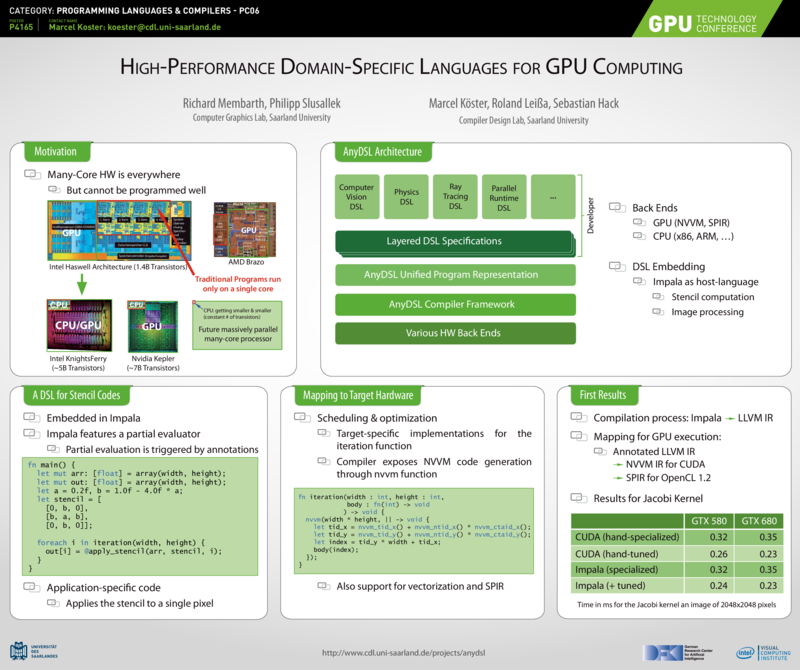 CATEGORY: PROGRAMMING LANGUAGES & COMPILERS - PC06
POSTER
P4165
CONTACT NAME
Marcel Koster: koester@cdl.uni-saarland.de
GPU TECHNOLOGY
CONFERENCE
High-Performance Domain-Specific Languages for GPU Computing
Richard Membarth, Philipp Slusallek
Computer Graphics Lab, Saarland University
Marcel Köster, Roland Leißa, Sebastian Hack
Compiler Design Lab, Saarland University
Motivation
Many-Core HW is everywhere
But cannot be programmed well
GPU
Intel Haswell Architecture (1.4B Transistors)
GPU
AMD Brazo
Traditional Programs run
only on a single core
CPU
CPU/GPU
Intel KnightsFerry
(~5B Transistors)
CPU
GPU
Nvidia Kepler
(~7B Transistors)
CPU: getting smaller & smaller
(constant # of transistors)
Future massively parallel
many-core processor
AnyDSL Architecture
Computer
Vision
DSL
Physics
DSL
Ray
Tracing
DSL
Parallel
Runtime
DSL
...
Developer
Layered DSL Specifications
AnyDSL Unified Program Representation
AnyDSL Compiler Framework
Various HW Back Ends
Back Ends
GPU (NVVM, SPIR)
CPU (x86, ARM, …)
DSL Embedding
Impala as host-language
Stencil computation
Image processing
A DSL for Stencil Codes
Embedded in Impala
Impala features a partial evaluator
Partial evaluation is triggered by annotations
fn main() {
let mut arr: [float] = array(width, height);
let mut out: [float] = array(width, height);
let a = 0.2f, b = 1.0f - 4.0f * a;
let stencil = [
[0, b, 0],
[b, a, b],
[0, b, 0]];
foreach i in iteration(width, height) {
out[i] = @apply_stencil(arr, stencil, i);
}
}
Application-specific code
Applies the stencil to a single pixel
Mapping to Target Hardware
Scheduling & optimization
Target-specific implementations for the
iteration function
Compiler exposes NVVM code generation
through nvvm function
fn iteration(width : int, height : int,
body : fn(int) -> void
) -> void {
nvvm(width * height, || -> void {
let tid_x = nvvm_tid_x() + nvvm_ntid_x() * nvvm_ctaid_x();
let tid_y = nvvm_tid_y() + nvvm_ntid_y() * nvvm_ctaid_y();
let index = tid_y * width + tid_x;
body(index);
});
}
Also support for vectorization and SPIR
First Results
Compilation process: Impala → LLVM IR
Mapping for GPU execution:
Annotated LLVM IR
→ NVVM IR for CUDA
→ SPIR for OpenCL 1.2
Results for Jacobi Kernel
GTX 580 GTX 680
CUDA (hand-specialized) 0.32 0.35
CUDA (hand-tuned) 0.26 0.23
Impala (specialized) 0.32 0.35
Impala (+ tuned) 0.24 0.23
Time in ms for the Jacobi kernel an image of 2048x2048 pixels
UNIVERSITÄT
DES
SAARLANDES
http://www.cdl.uni-saarland.de/projects/anydsl
DFKI
German
Research Center
for Artificial
Intelligence
intel
VISUAL
COMPUTING
INSTITUTE